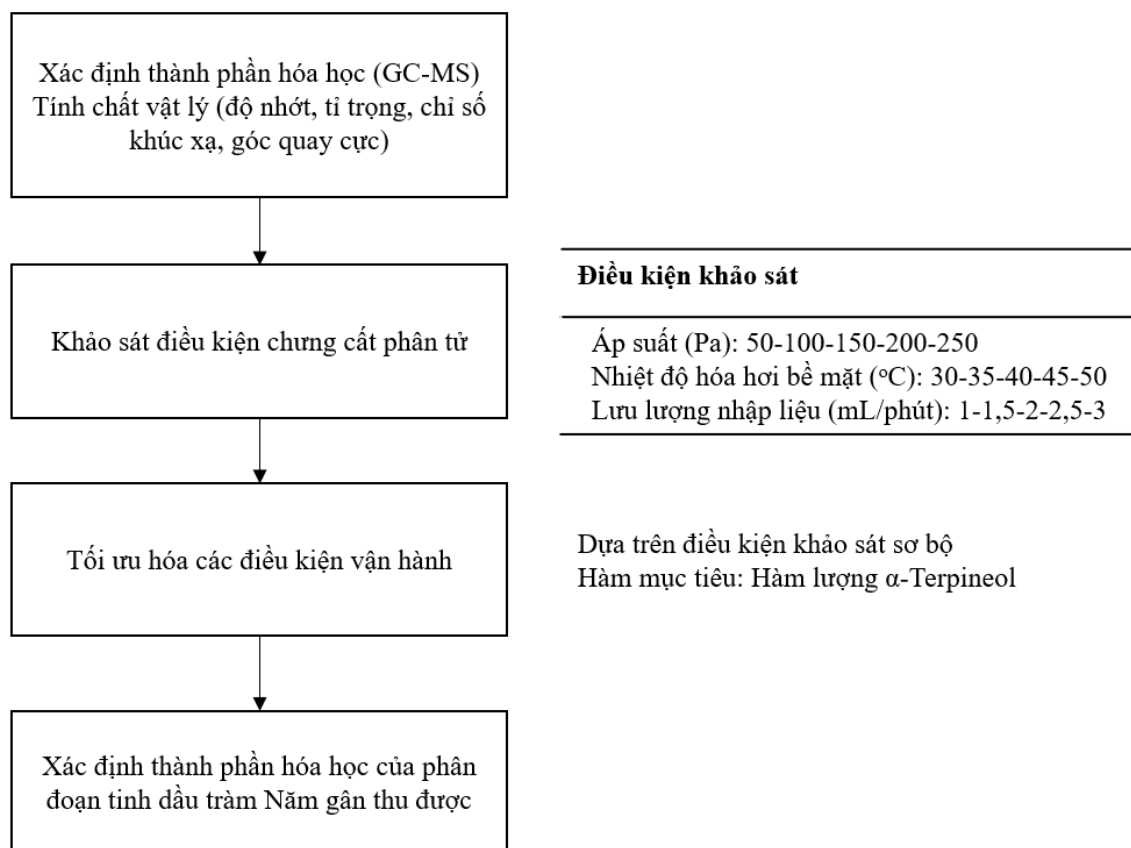 Xác định thành phần hóa học (GC-MS)
Tính chất vật lý (độ nhớt, tỉ trọng, chỉ số
khúc xạ, góc quay cực)
Khảo sát điều kiện chưng cất phân tử
Điều kiện khảo sát
Áp suất (Pa): 50-100-150-200-250
Nhiệt độ hóa hơi bề mặt (°C): 30-35-40-45-50
Lưu lượng nhập liệu (mL/phút): 1-1,5-2-2,5-3
Tối ưu hóa các điều kiện vận hành
Dựa trên điều kiện khảo sát sơ bộ
Hàm mục tiêu: Hàm lượng α-Terpineol
Xác định thành phần hóa học của phân
đoạn tinh dầu tràm Năm gân thu được